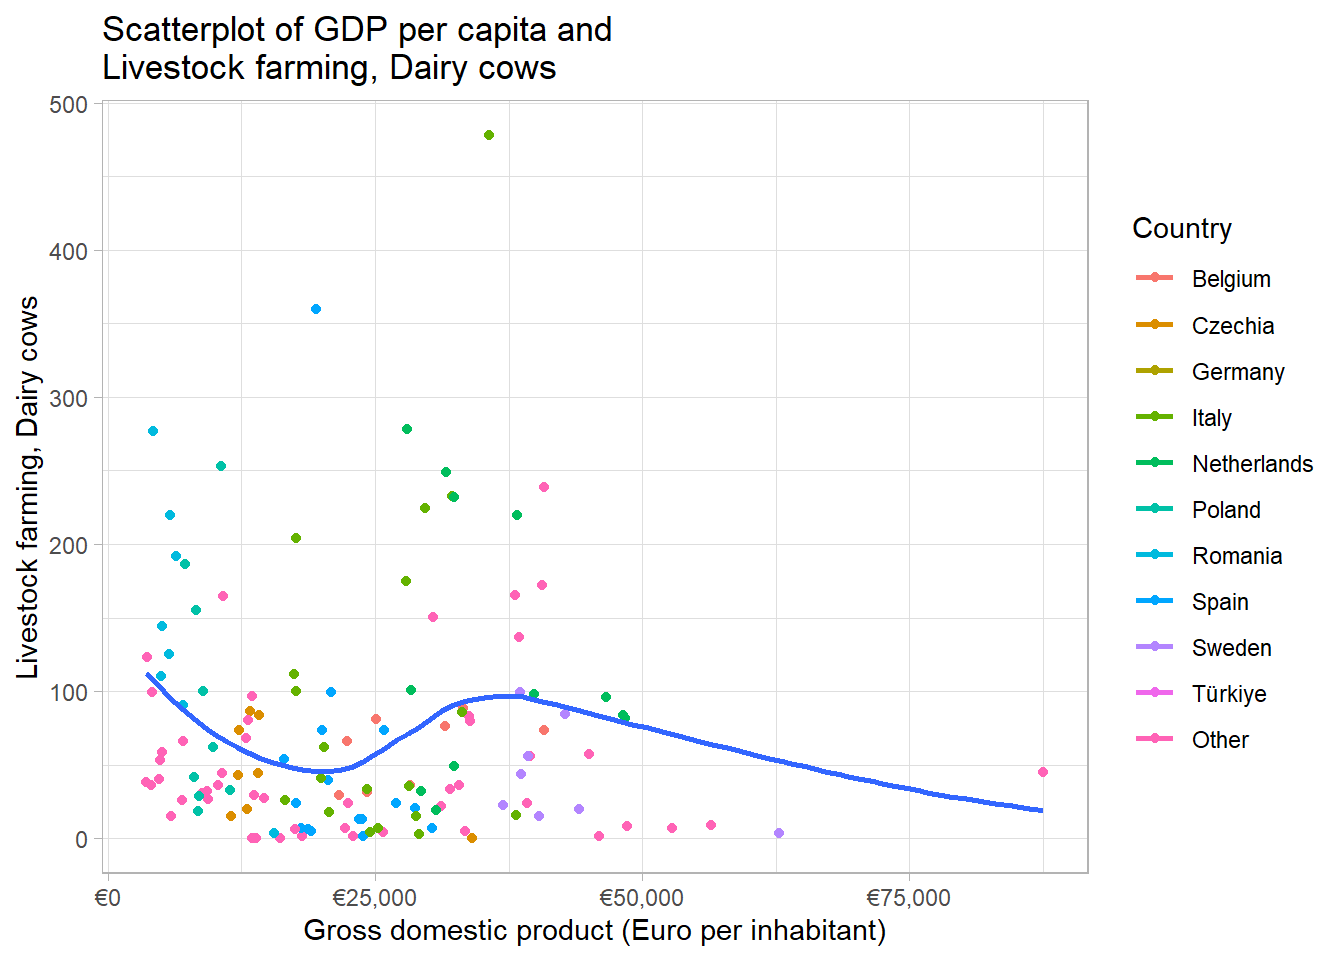 Scatterplot of GDP per capita and
Livestock farming, Dairy cows
500
400
300
200
100
0
Livestock farming, Dairy cows
€0
€25,000
€50,000
€75,000
Gross domestic product (Euro per inhabitant)
Country
Belgium
Czechia
Germany
Italy
Netherlands
Poland
Romania
Spain
Sweden
Türkiye
Other